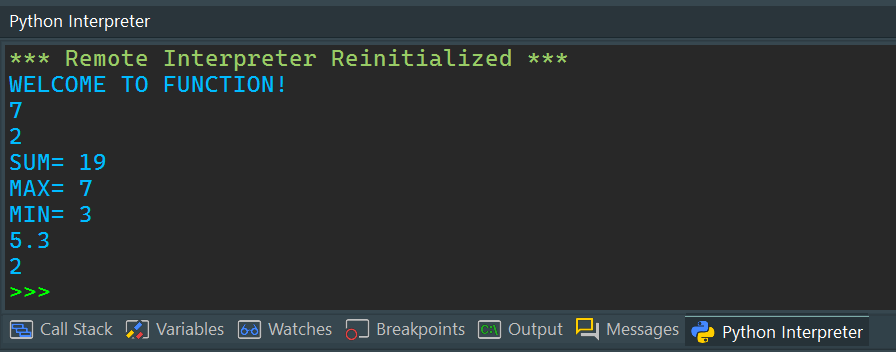 Python Interpreter
*** Remote Interpreter Reinitialized ***
WELCOME TO FUNCTION!
7
2
SUM= 19
MAX= 7
MIN= 3
5.3
2
>>>
Call Stack Variables Watches Breakpoints C:\ Output Messages Python Interpreter